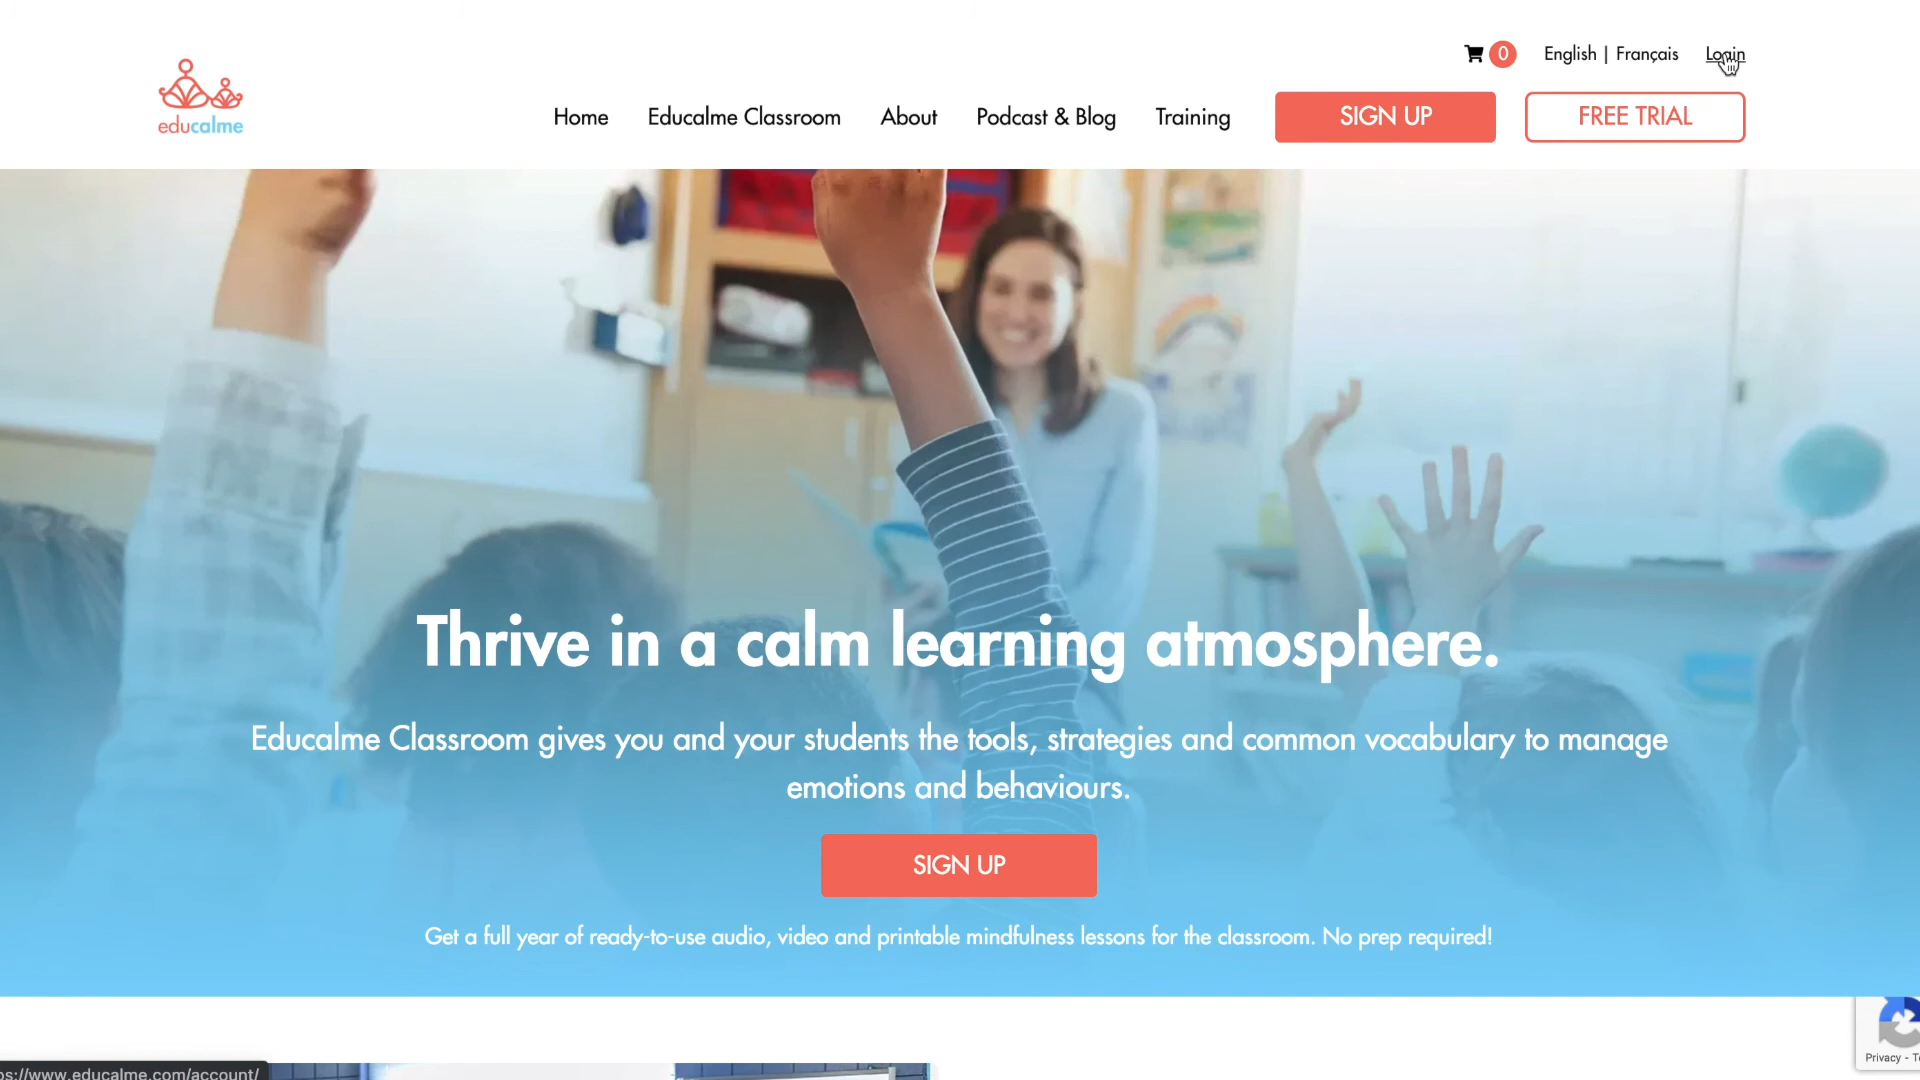 0
English | Français
Login
educalme
Home
Educalme Classroom
About
Podcast & Blog
Training
SIGN UP
FREE TRIAL
Thrive in a calm learning atmosphere.
Educalme Classroom gives you and your students the tools, strategies and common vocabulary to manage
emotions and behaviours.
SIGN UP
Get a full year of ready-to-use audio, video and printable mindfulness lessons for the classroom. No prep required!
Privacy -
ps://www.educalme.com/account/